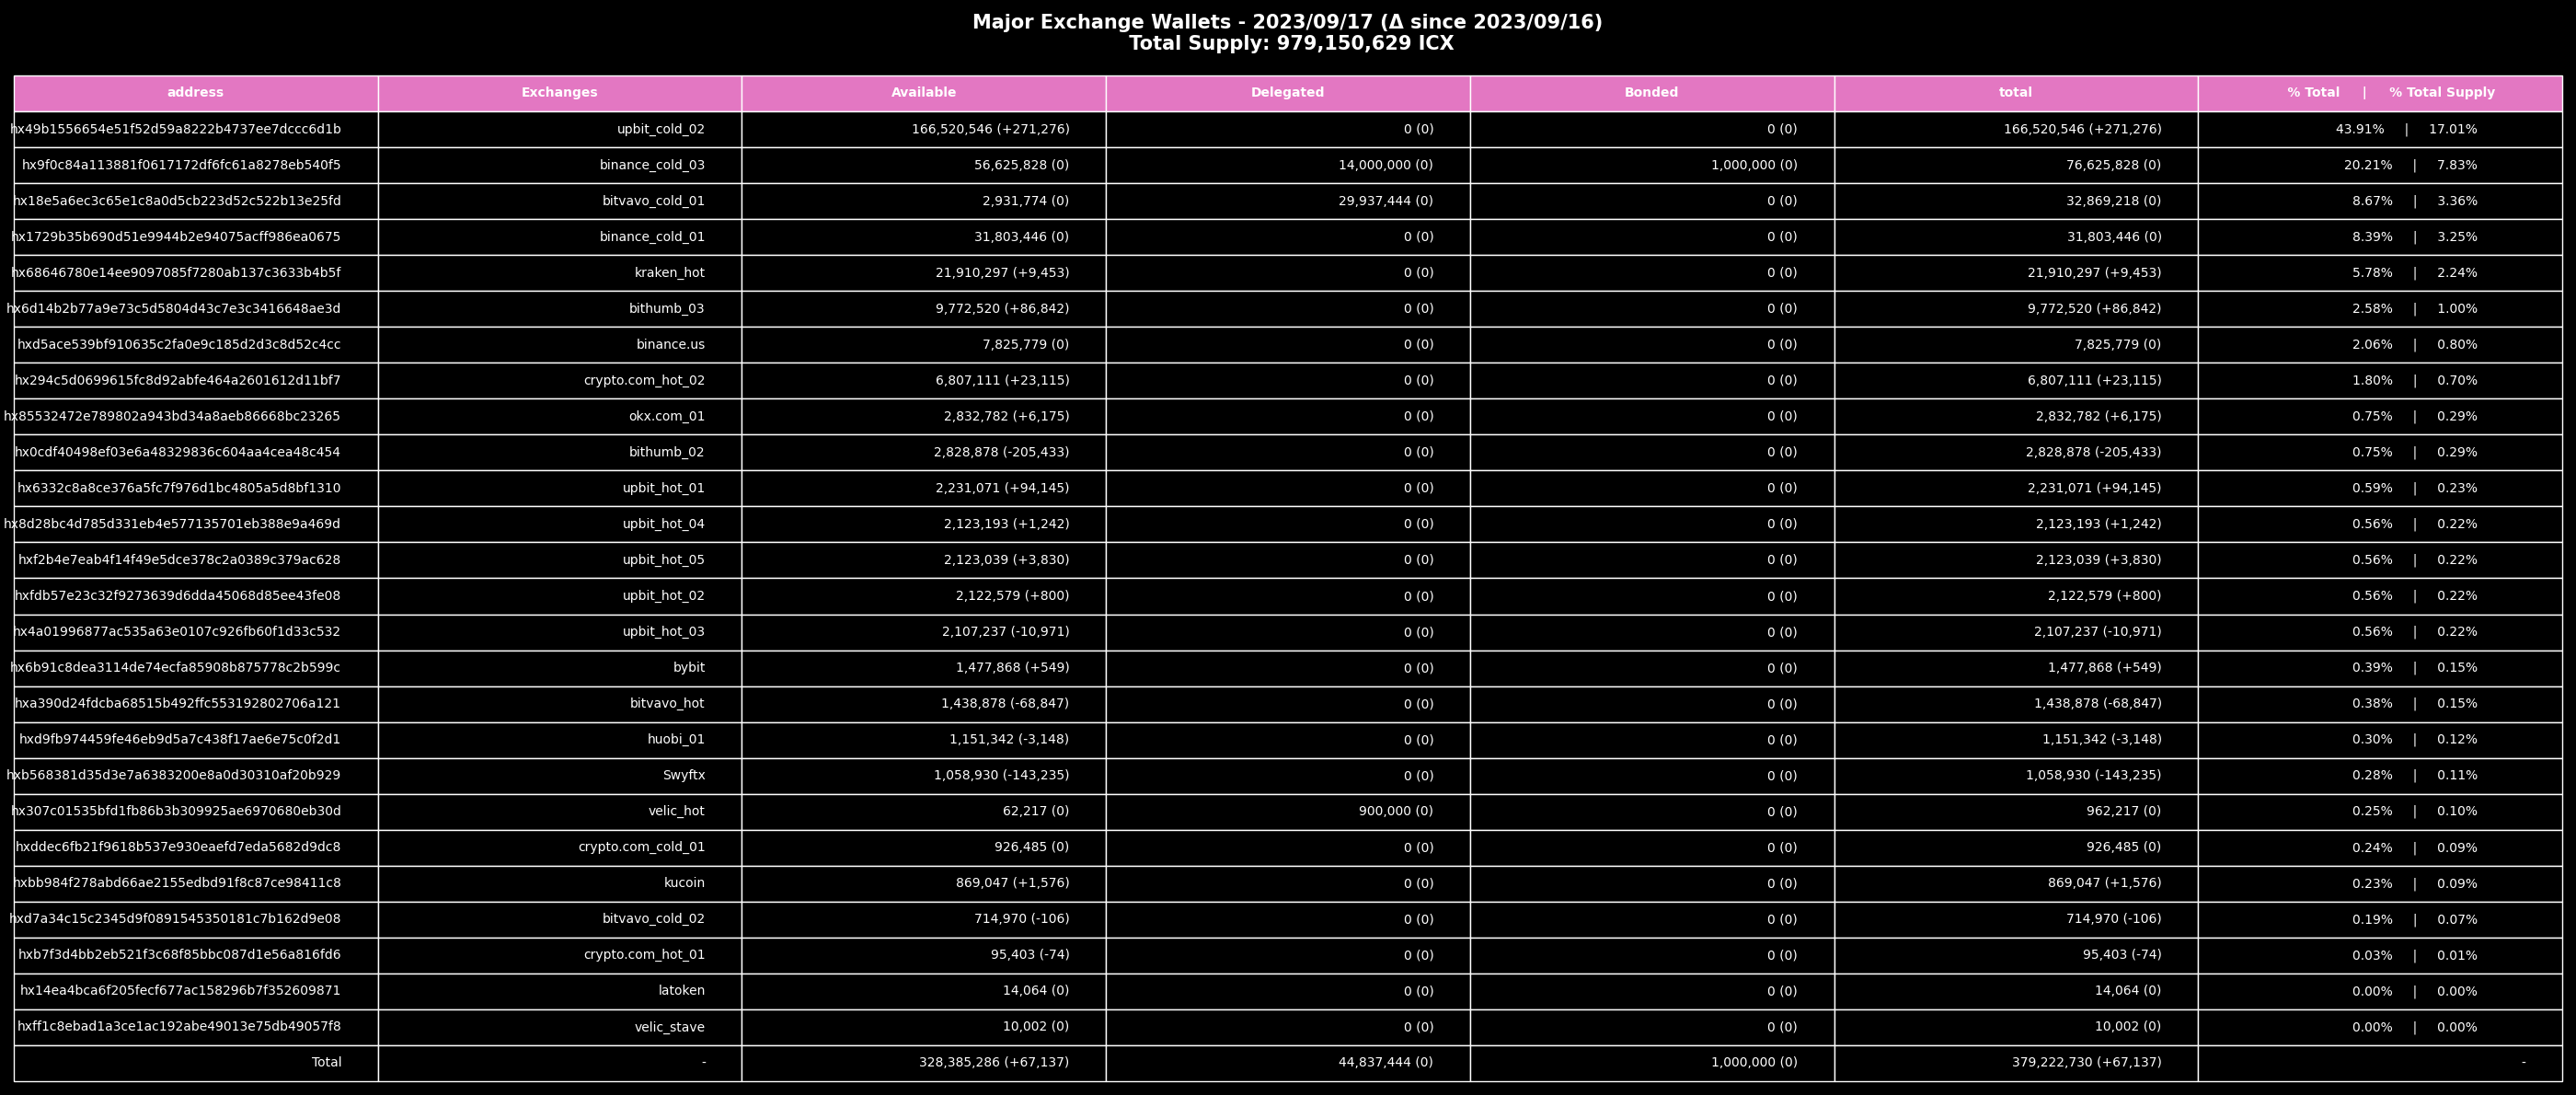 Major Exchange Wallets - 2023/09/17 (Δ since 2023/09/16)
Total Supply: 979,150,629 ICX
address Exchanges Available Delegated Bonded total % Total | % Total Supply
hx49b1556654e51f52d59a8222b4737ee7dccc6d1b upbit_cold_02 166,520,546 (+271,276) 0 (0) 0 (0) 166,520,546 (+271,276) 43.91% | 17.01%
hx9f0c84a113881f0617172df6fc61a8278eb540f5 binance_cold_03 56,625,828 (0) 14,000,000 (0) 1,000,000 (0) 76,625,828 (0) 20.21% | 7.83%
hx18e5a6ec3c65e1c8a0d5cb223d52c522b13e25fd bitvavo_cold_01 2,931,774 (0) 29,937,444 (0) 0 (0) 32,869,218 (0) 8.67% | 3.36%
hx1729b35b690d51e9944b2e94075acff986ea0675 binance_cold_01 31,803,446 (0) 0 (0) 0 (0) 31,803,446 (0) 8.39% | 3.25%
hx68646780e14ee9097085f7280ab137c3633b4b5f kraken_hot 21,910,297 (+9,453) 0 (0) 0 (0) 21,910,297 (+9,453) 5.78% | 2.24%
hx6d14b2b77a9e73c5d5804d43c7e3c3416648ae3d bithumb_03 9,772,520 (+86,842) 0 (0) 0 (0) 9,772,520 (+86,842) 2.58% | 1.00%
hxd5ace539bf910635c2fa0e9c185d2d3c8d52c4cc binance.us 7,825,779 (0) 0 (0) 0 (0) 7,825,779 (0) 2.06% | 0.80%
hx294c5d0699615fc8d92abfe464a2601612d11bf7 crypto.com_hot_02 6,807,111 (+23,115) 0 (0) 0 (0) 6,807,111 (+23,115) 1.80% | 0.70%
hx85532472e789802a943bd34a8aeb86668bc23265 okx.com_01 2,832,782 (+6,175) 0 (0) 0 (0) 2,832,782 (+6,175) 0.75% | 0.29%
hx0cdf40498ef03e6a48329836c604aa4cea48c454 bithumb_02 2,828,878 (-205,433) 0 (0) 0 (0) 2,828,878 (-205,433) 0.75% | 0.29%
hx6332c8a8ce376a5fc7f976d1bc4805a5d8bf1310 upbit_hot_01 2,231,071 (+94,145) 0 (0) 0 (0) 2,231,071 (+94,145) 0.59% | 0.23%
hx8d28bc4d785d331eb4e577135701eb388e9a469d upbit_hot_04 2,123,193 (+1,242) 0 (0) 0 (0) 2,123,193 (+1,242) 0.56% | 0.22%
hxf2b4e7eab4f14f49e5dce378c2a0389c379ac628 upbit_hot_05 2,123,039 (+3,830) 0 (0) 0 (0) 2,123,039 (+3,830) 0.56% | 0.22%
hxfdb57e23c32f9273639d6dda45068d85ee43fe08 upbit_hot_02 2,122,579 (+800) 0 (0) 0 (0) 2,122,579 (+800) 0.56% | 0.22%
hx4a01996877ac535a63e0107c926fb60f1d33c532 upbit_hot_03 2,107,237 (-10,971) 0 (0) 0 (0) 2,107,237 (-10,971) 0.56% | 0.22%
hx6b91c8dea3114de74ecfa85908b875778c2b599c bybit 1,477,868 (+549) 0 (0) 0 (0) 1,477,868 (+549) 0.39% | 0.15%
hxa390d24fdcba68515b492ffc553192802706a121 bitvavo_hot 1,438,878 (-68,847) 0 (0) 0 (0) 1,438,878 (-68,847) 0.38% | 0.15%
hxd9fb974459fe46eb9d5a7c438f17ae6e75c0f2d1 huobi_01 1,151,342 (-3,148) 0 (0) 0 (0) 1,151,342 (-3,148) 0.30% | 0.12%
hxb568381d35d3e7a6383200e8a0d30310af20b929 Swyftx 1,058,930 (-143,235) 0 (0) 0 (0) 1,058,930 (-143,235) 0.28% | 0.11%
hx307c01535bfd1fb86b3b309925ae6970680eb30d velic_hot 62,217 (0) 900,000 (0) 0 (0) 962,217 (0) 0.25% | 0.10%
hxddec6fb21f9618b537e930eaefd7eda5682d9dc8 crypto.com_cold_01 926,485 (0) 0 (0) 0 (0) 926,485 (0) 0.24% | 0.09%
hxbb984f278abd66ae2155edbd91f8c87ce98411c8 kucoin 869,047 (+1,576) 0 (0) 0 (0) 869,047 (+1,576) 0.23% | 0.09%
hxd7a34c15c2345d9f0891545350181c7b162d9e08 bitvavo_cold_02 714,970 (-106) 0 (0) 0 (0) 714,970 (-106) 0.19% | 0.07%
hxb7f3d4bb2eb521f3c68f85bbc087d1e56a816fd6 crypto.com_hot_01 95,403 (-74) 0 (0) 0 (0) 95,403 (-74) 0.03% | 0.01%
hx14ea4bca6f205fecf677ac158296b7f352609871 latoken 14,064 (0) 0 (0) 0 (0) 14,064 (0) 0.00% | 0.00%
hxff1c8ebad1a3ce1ac192abe49013e75db49057f8 velic_stave 10,002 (0) 0 (0) 0 (0) 10,002 (0) 0.00% | 0.00%
Total - 328,385,286 (+67,137) 44,837,444 (0) 1,000,000 (0) 379,222,730 (+67,137) -